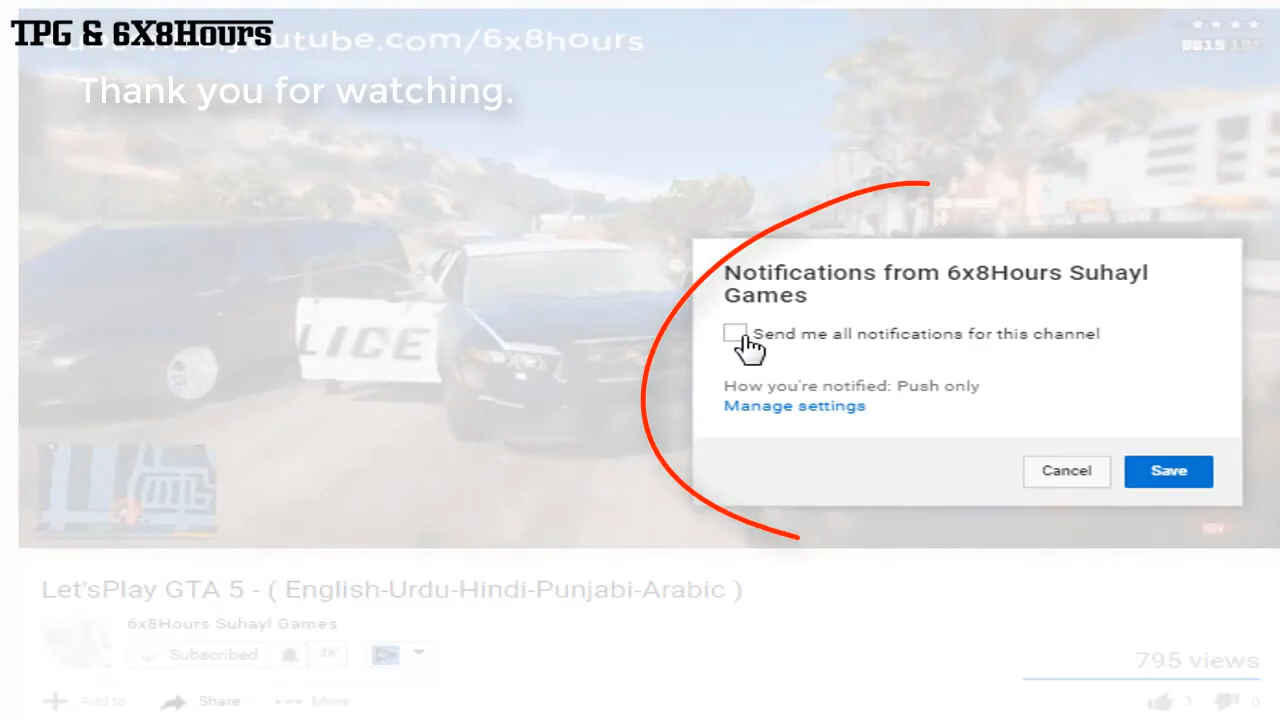 TPG & 6X8Hours
youtube.com/6x8hours
Thank you for watching.
LICE
Notifications from 6x8Hours Suhayl
Games
Send me all notifications for this channel
How you're notified: Push only
Manage settings
Cancel
Save
Let'sPlay GTA 5 - ( English-Urdu-Hindi-Punjabi-Arabic )
6x8Hours Suhayl Games
Subscribed
4K
795 views
Add to
Share
More
3
0